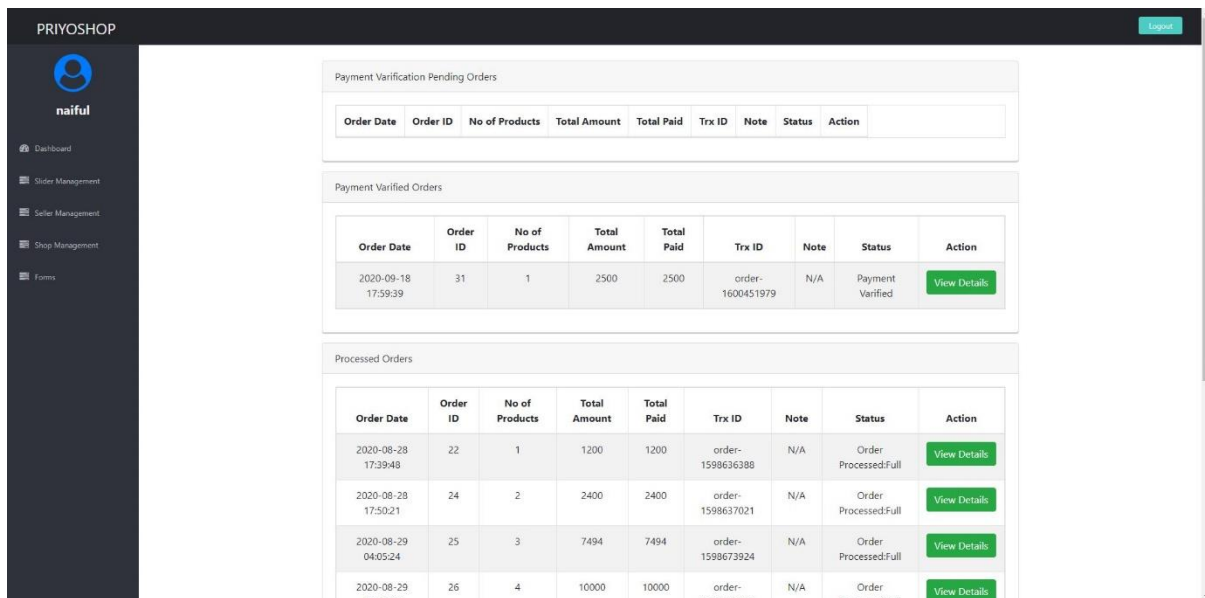 PRIYOSHOP
Logout
naiful
Dashboard
Slider Management
Seller Management
Shop Management
Forms
Payment Varification Pending Orders
Order Date Order ID No of Products Total Amount Total Paid Trx ID Note Status Action
Payment Varified Orders
Order Date Order ID No of Products Total Amount Total Paid Trx ID Note Status Action
2020-09-18 17:59:39 31 1 2500 2500 order-1600451979 N/A Payment Varified View Details
Processed Orders
Order Date Order ID No of Products Total Amount Total Paid Trx ID Note Status Action
2020-08-28 17:39:48 22 1 1200 1200 order-1598636388 N/A Order Processed:Full View Details
2020-08-28 17:50:21 24 2 2400 2400 order-1598637021 N/A Order Processed:Full View Details
2020-08-29 04:05:24 25 3 7494 7494 order-1598673924 N/A Order Processed:Full View Details
2020-08-29 26 4 10000 10000 order- N/A Order View Details